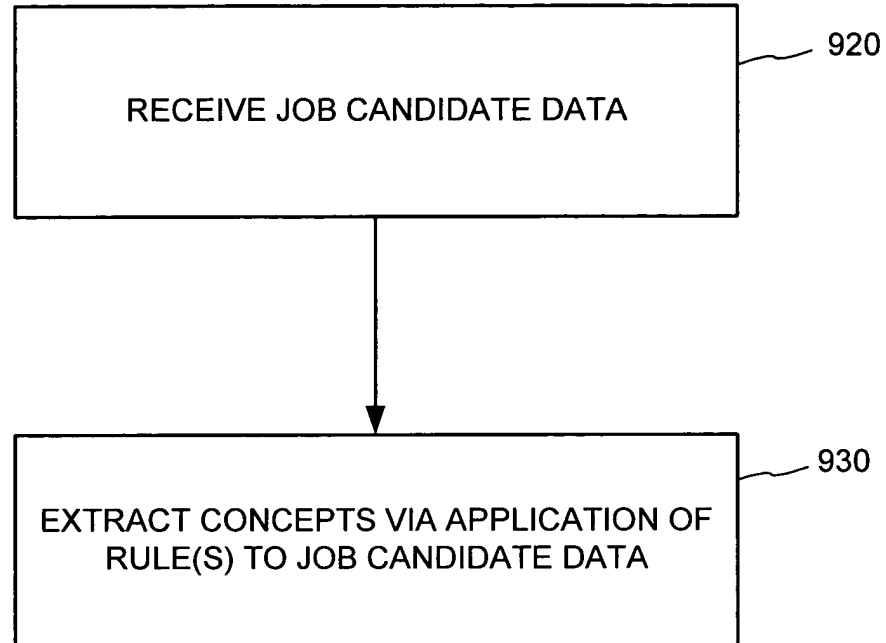 920
RECEIVE JOB CANDIDATE DATA
930
EXTRACT CONCEPTS VIA APPLICATION OF
RULE(S) TO JOB CANDIDATE DATA